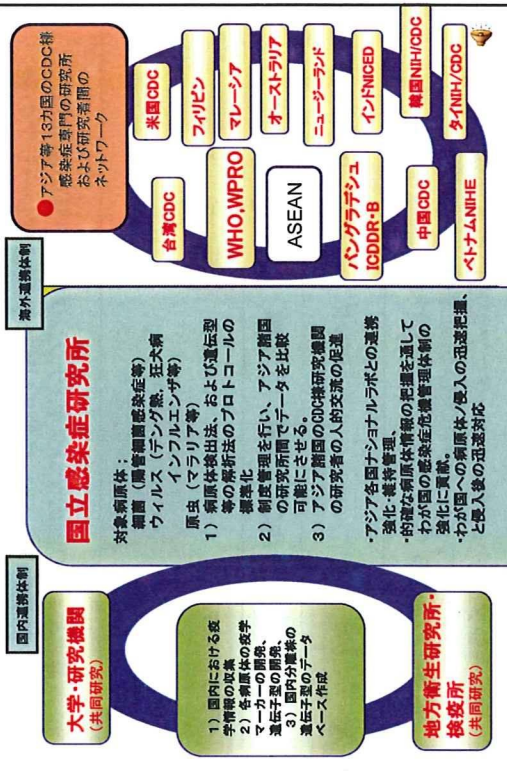 国内連携体制
大学・研究機関
(共同研究)
1) 国内における疫
学情報の収集
2) 各病原体の疫学
マーカーの開発、
遺伝子型の開発、
3) 国内分離株の
遺伝子型のデータ
ベース作成
地方衛生研究所・
検疫所
(共同研究)
国立感染症研究所
対象病原体;
細菌(腸管細菌感染症等)
ウィルス(デング熱、狂犬病
インフルエンザ等)
原虫(マラリア等)
1) 病原体検出法、および遺伝型
等の解析法のプロトコールの
標準化
2) 制度管理を行い、アジア諸国
の研究所間でデータを比較
可能にさせる。
3) アジア諸国のCDC様研究機関
の研究者の人的交流の促進
・アジア各国ナショナルラボとの連携
強化・維持管理、
・的確な病原体情報の把握を通して
わが国の感染症危機管理体制の
強化に貢献。
・わが国への病原体ノ侵入の迅速把握、
と侵入後の迅速対応
海外連携体制
●アジア等13カ国のCDC様
感染症専門の研究所
および研究者間の
ネットワーク
台湾CDC
米国CDC
フィリピン
WHO,WPRO
マレーシア
オーストラリア
ASEAN
ニュージーランド
バングラデシュ
ICDDR・B
インドNICED
中国CDC
韓国NIH/CDC
ベトナムNIHE
タイNIH/CDC